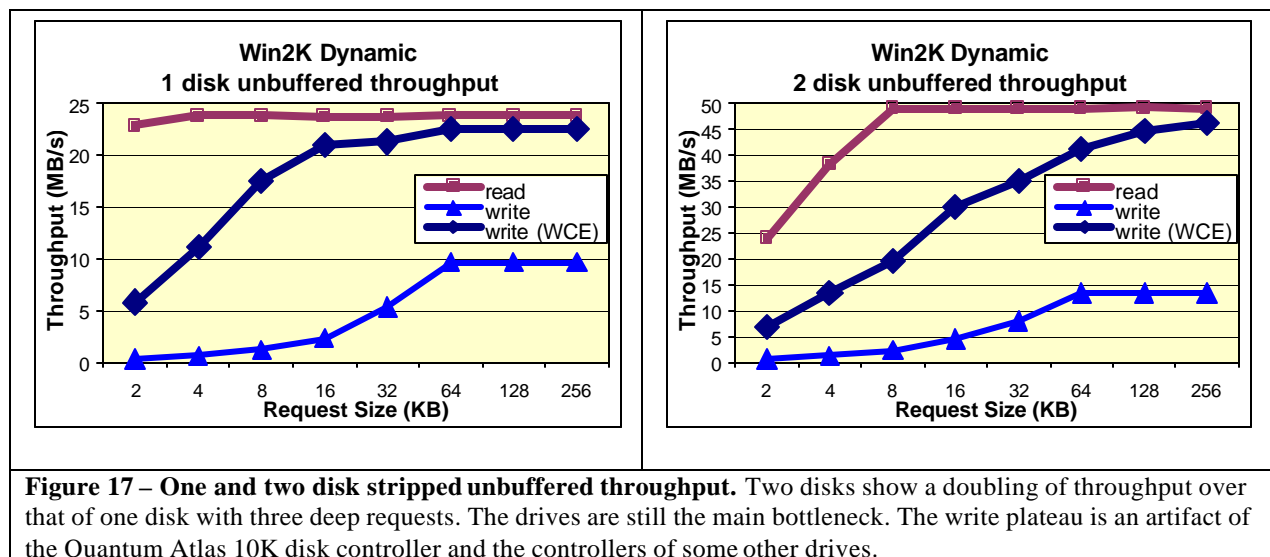 Win2K Dynamic
1 disk unbuffered throughput
25
20
15
10
5
0
Throughput (MB/s)
read
write
write (WCE)
2 4 8 16 32 64 128 256
Request Size (KB)
Win2K Dynamic
2 disk unbuffered throughput
50
45
40
35
30
25
20
15
10
5
0
Throughput (MB/s)
read
write
write (WCE)
2 4 8 16 32 64 128 256
Request Size (KB)
Figure 17 – One and two disk stripped unbuffered throughput. Two disks show a doubling of throughput over
that of one disk with three deep requests. The drives are still the main bottleneck. The write plateau is an artifact of
the Quantum Atlas 10K disk controller and the controllers of some other drives.